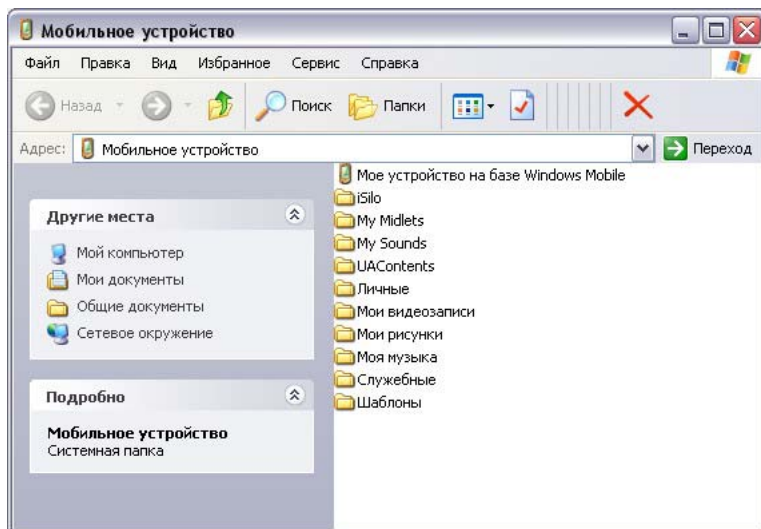 Мобильное устройство
Файл Правка Вид Избранное Сервис Справка
Назад Поиск Папки
Адрес: Мобильное устройство Переход
Другие места
Мой компьютер
Мои документы
Общие документы
Сетевое окружение
Подробно
Мобильное устройство
Системная папка
Мое устройство на базе Windows Mobile
iSilo
My Midlets
My Sounds
UAContents
Личные
Мои видеозаписи
Мои рисунки
Моя музыка
Служебные
Шаблоны